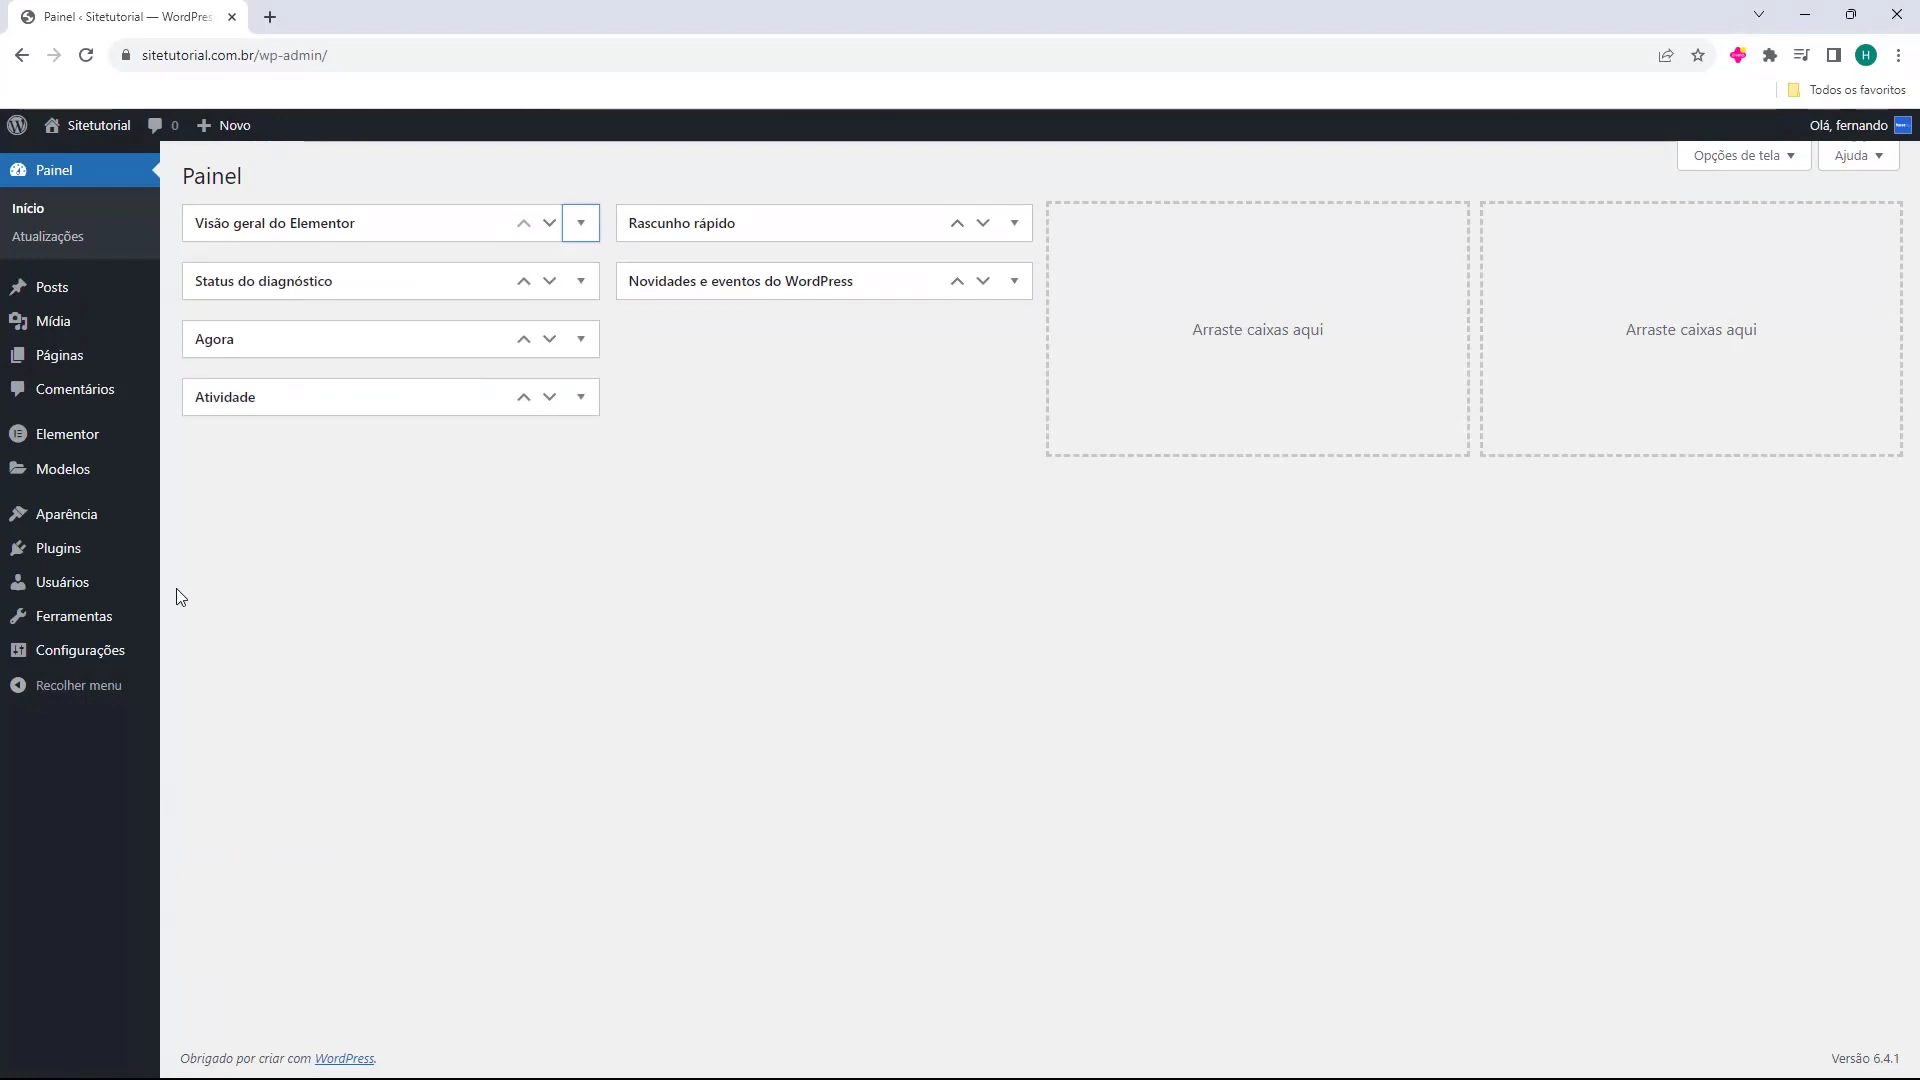 Painel ‹ Sitetutorial — WordPres
sitetutorial.com.br/wp-admin/
H
Todos os favoritos
Sitetutorial
0
Novo
Olá, fernando
Painel
Início
Atualizações
Posts
Mídia
Páginas
Comentários
Elementor
Modelos
Aparência
Plugins
Usuários
Ferramentas
Configurações
Recolher menu
Opções de tela
Ajuda
Painel
Visão geral do Elementor
Status do diagnóstico
Agora
Atividade
Rascunho rápido
Novidades e eventos do WordPress
Arraste caixas aqui
Arraste caixas aqui
Obrigado por criar com WordPress.
Versão 6.4.1